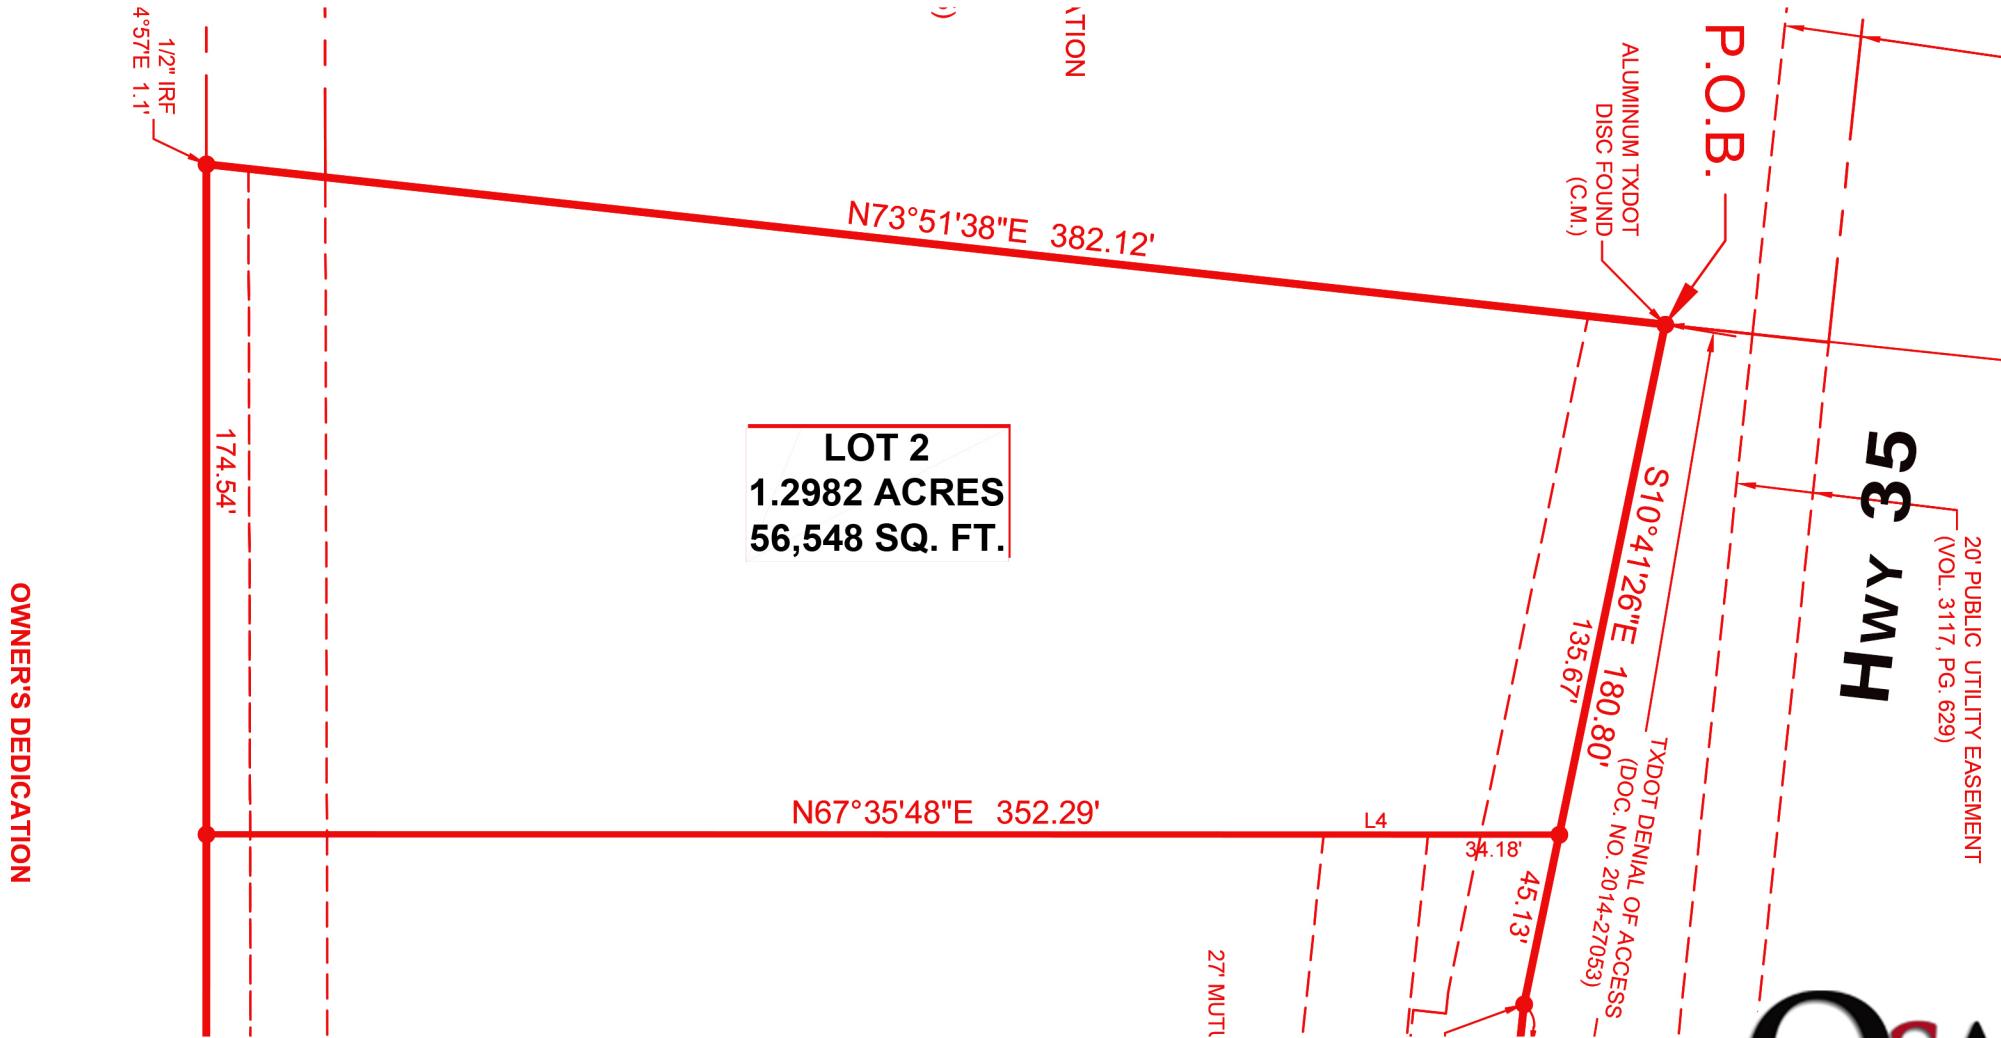 4°57'E 1.1'
1/2" IRF
ATION
P.O.B.
ALUMINUM TXDOT
DISC FOUND
(C.M.)
N73°51'38"E 382.12'
174.54'
LOT 2
1.2982 ACRES
56,548 SQ. FT.
S10°41'26"E 180.80'
135.67'
HWY 35
20' PUBLIC UTILITY EASEMENT
(VOL. 3117, PG. 629)
TXDOT DENIAL OF ACCESS
(DOC. NO. 2014-27053)
OWNER'S DEDICATION
N67°35'48"E 352.29'
L4
34.18'
45.13'
27' MUTU